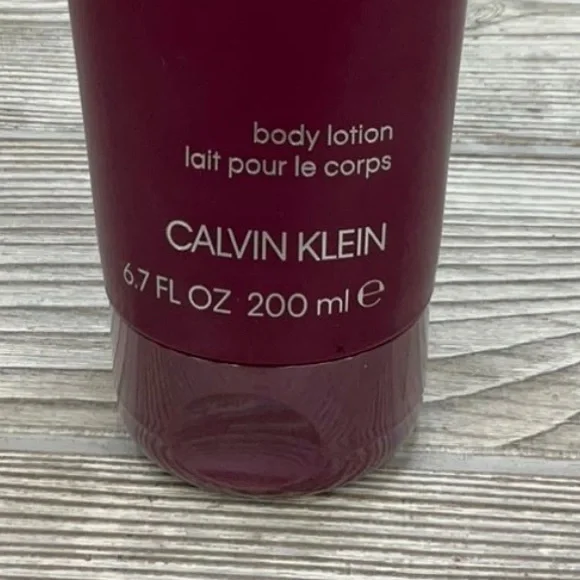 body lotion
lait pour le corps
CALVIN KLEIN
6.7 FL OZ 200 ml ℮